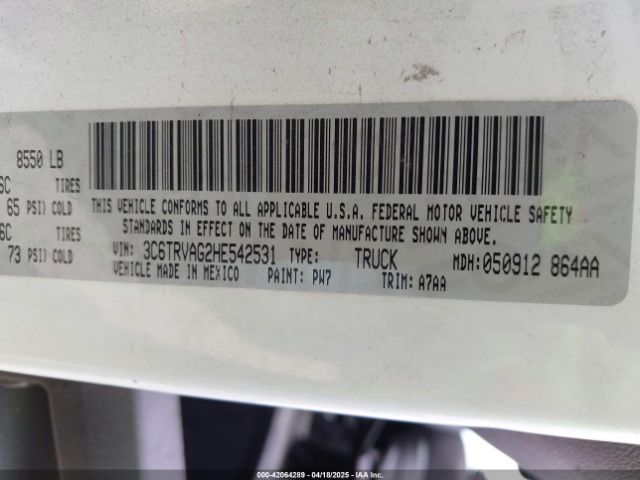 8550 LB
6C TIRES
65 PSI) COLD
6C TIRES
73 PSI) COLD
THIS VEHICLE CONFORMS TO ALL APPLICABLE U.S.A. FEDERAL MOTOR VEHICLE SAFETY
STANDARDS IN EFFECT ON THE DATE OF MANUFACTURE SHOWN ABOVE.
VIN: 3C6TRVAG2HE542531 TYPE: TRUCK MDH:050912 864AA
VEHICLE MADE IN MEXICO PAINT: PW7 TRIM: A7AA
000-42064289 - 04/18/2025 - IAA Inc.